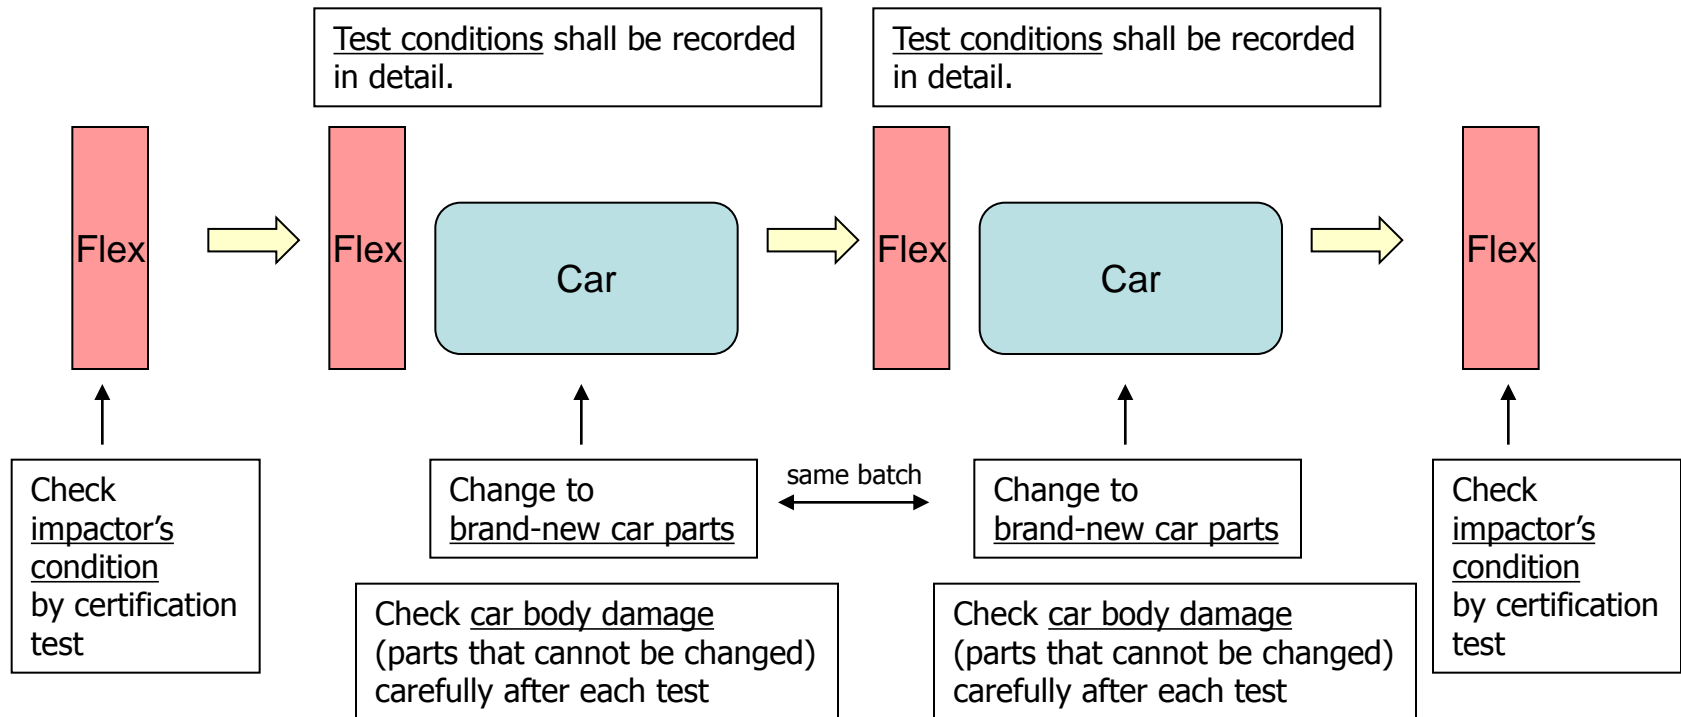 Test conditions shall be recorded
in detail.
Test conditions shall be recorded
in detail.
Flex
Flex
Car
Flex
Car
Flex
Check
impactor’s
condition
by certification
test
Change to
brand-new car parts
same batch
Change to
brand-new car parts
Check
impactor’s
condition
by certification
test
Check car body damage
(parts that cannot be changed)
carefully after each test
Check car body damage
(parts that cannot be changed)
carefully after each test